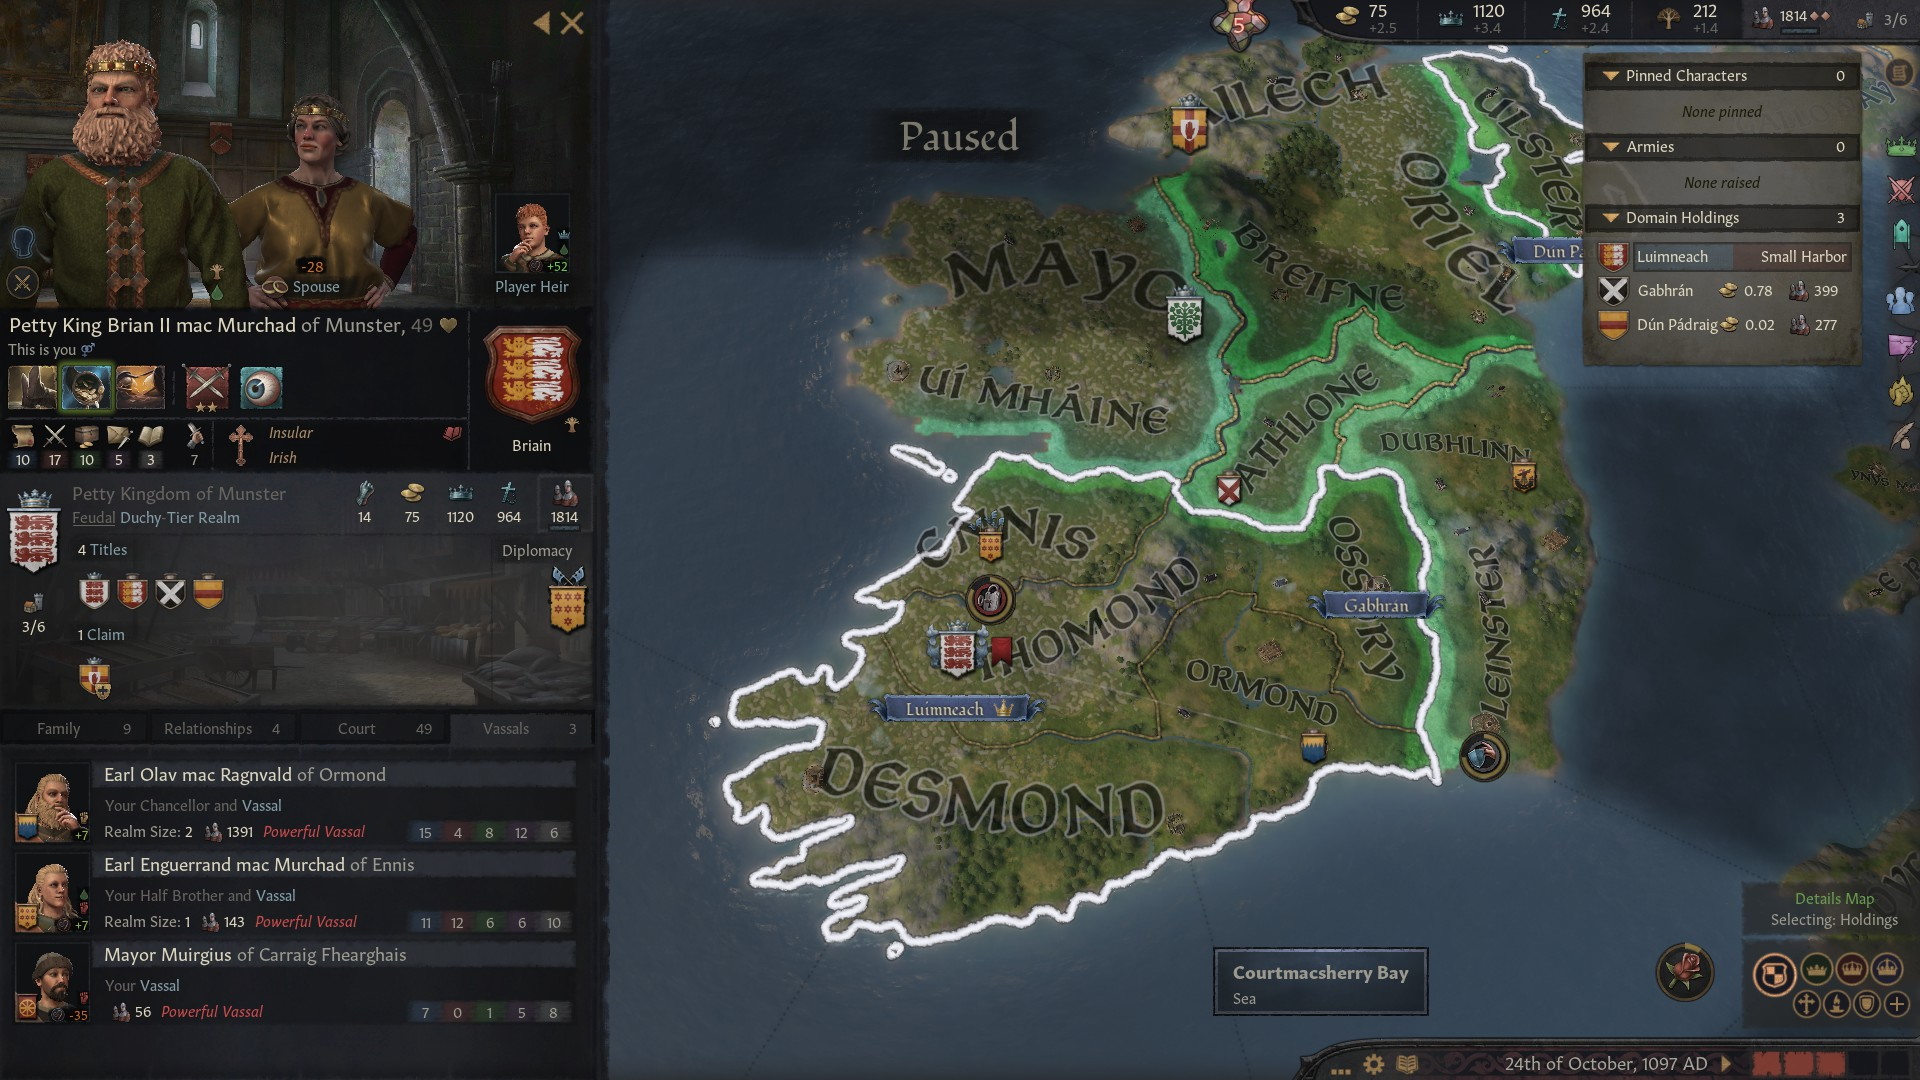 -28
Spouse
+52
Player Heir
Petty King Brian II mac Murchad of Munster, 49
This is you
10 17 10 5 3 7
Insular
Irish
Briain
Petty Kingdom of Munster
Feudal Duchy-Tier Realm
14 75 1120 964 1814
4 Titles
Diplomacy
3/6
1 Claim
Family 9
Relationships 4
Court 49
Vassals 3
Earl Olav mac Ragnvald of Ormond
Your Chancellor and Vassal
+7
Realm Size: 2 1391 Powerful Vassal 15 4 8 12 6
Earl Enguerrand mac Murchad of Ennis
Your Half Brother and Vassal
+7
Realm Size: 1 143 Powerful Vassal 11 12 6 6 10
Mayor Muirgius of Carraig Fhearghais
Your Vassal
-35
56 Powerful Vassal 7 0 1 5 8
Paused
5
75 +2.5
1120 +3.4
964 +2.4
212 +1.4
1814
3/6
Pinned Characters 0
None pinned
Armies 0
None raised
Domain Holdings 3
Luimneach Small Harbor
Gabhrán 0.78 399
Dún Pádraig 0.02 277
AILECH
ULSTER
ORIEL
Dún Pá
MAYO
BREIFNE
UÍ MHÁINE
ATHLONE
DUBHLINN
YNYS
ENNIS
OSSORY
Gabhrán
LEINSTER
THOMOND
ORMOND
Luimneach
DESMOND
Courtmacsherry Bay
Sea
Details Map
Selecting: Holdings
24th of October, 1097 AD